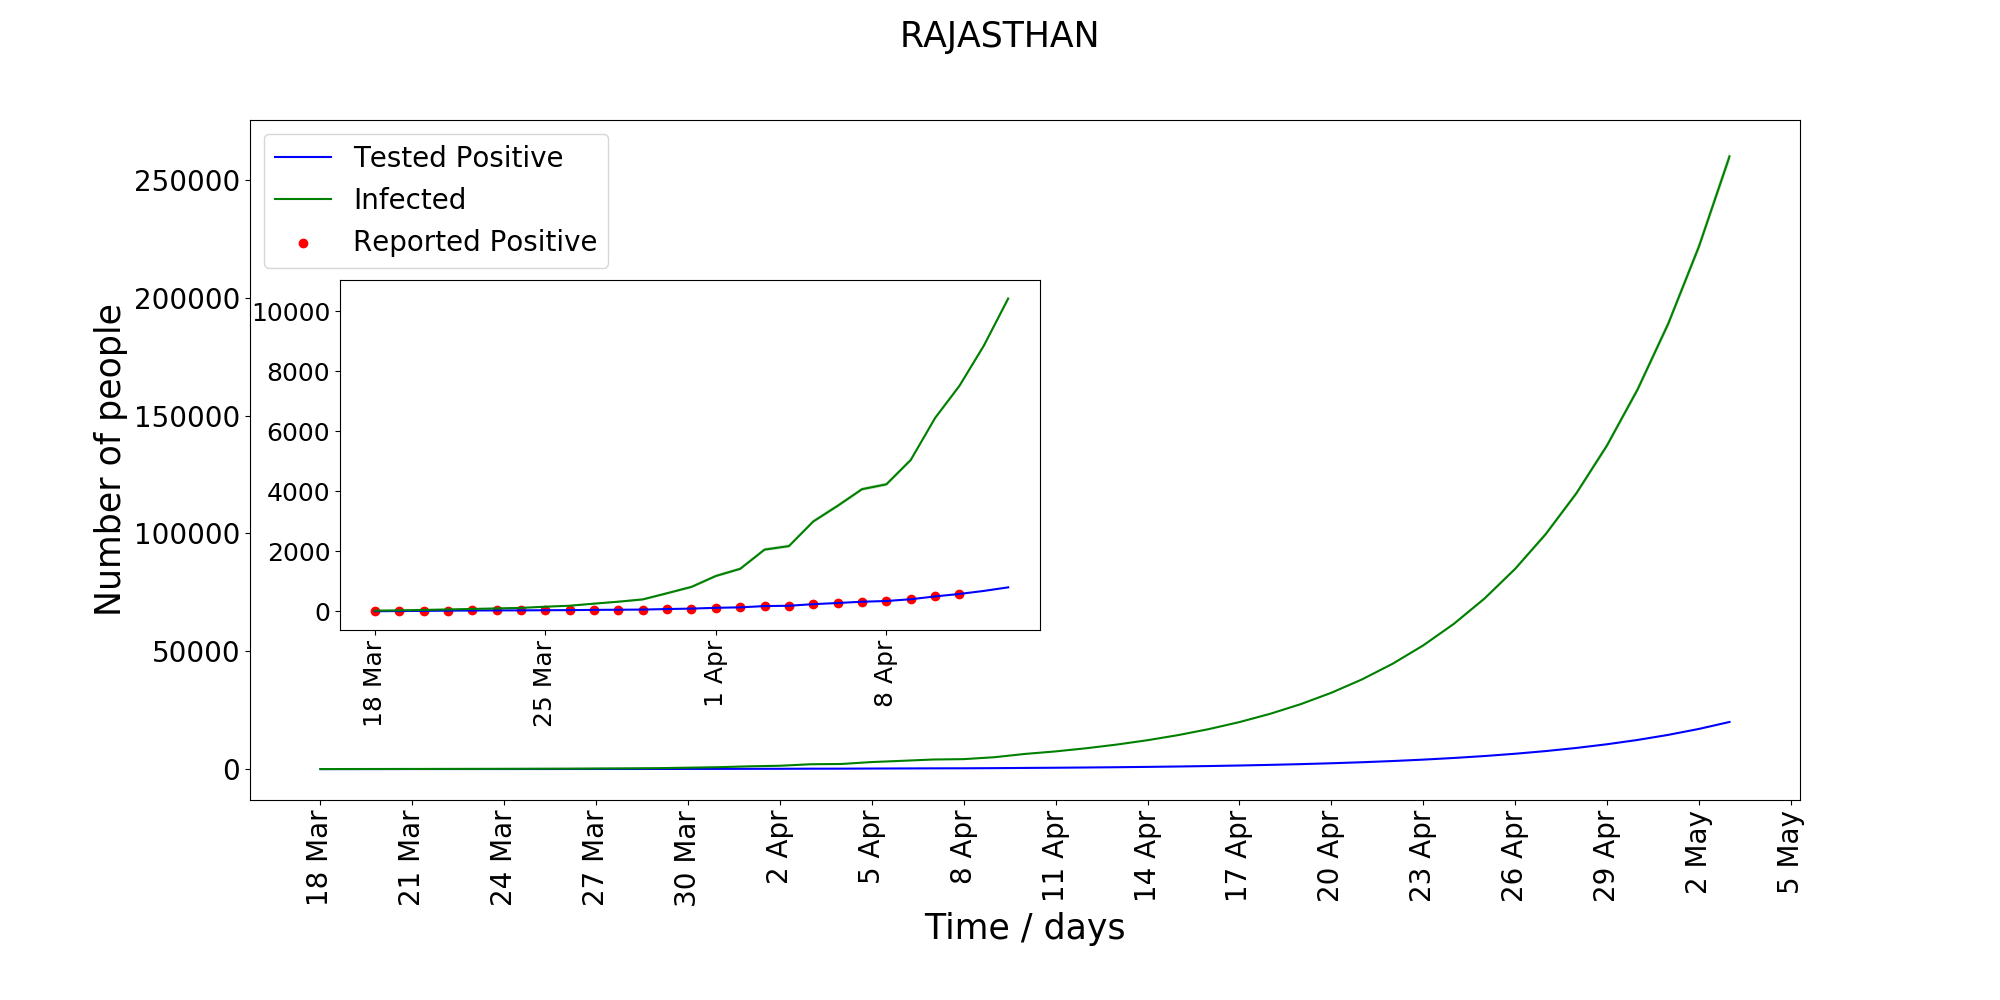 RAJASTHAN
Tested Positive
Infected
Reported Positive
Number of people
250000
200000
150000
100000
50000
0
10000
8000
6000
4000
2000
0
18 Mar
25 Mar
1 Apr
8 Apr
18 Mar
21 Mar
24 Mar
27 Mar
30 Mar
2 Apr
5 Apr
8 Apr
11 Apr
14 Apr
17 Apr
20 Apr
23 Apr
26 Apr
29 Apr
2 May
5 May
Time / days